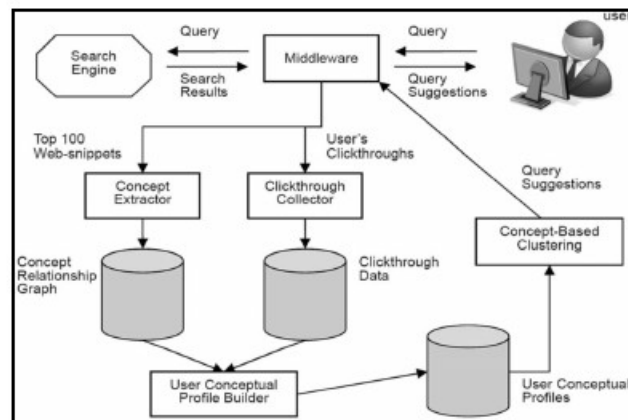 user
Query
Query
Search
Engine
Middleware
Search
Results
Query
Suggestions
Top 100
Web-snippets
User's
Clickthroughs
Query
Suggestions
Concept
Extractor
Clickthrough
Collector
Concept-Based
Clustering
Concept
Relationship
Graph
Clickthrough
Data
User Conceptual
Profile Builder
User Conceptual
Profiles